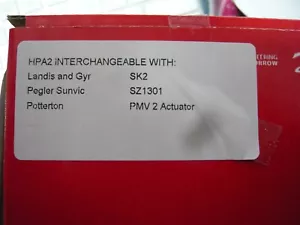 HPA2 INTERCHANGEABLE WITH:
Landis and Gyr SK2
Pegler Sunvic SZ1301
Potterton PMV 2 Actuator